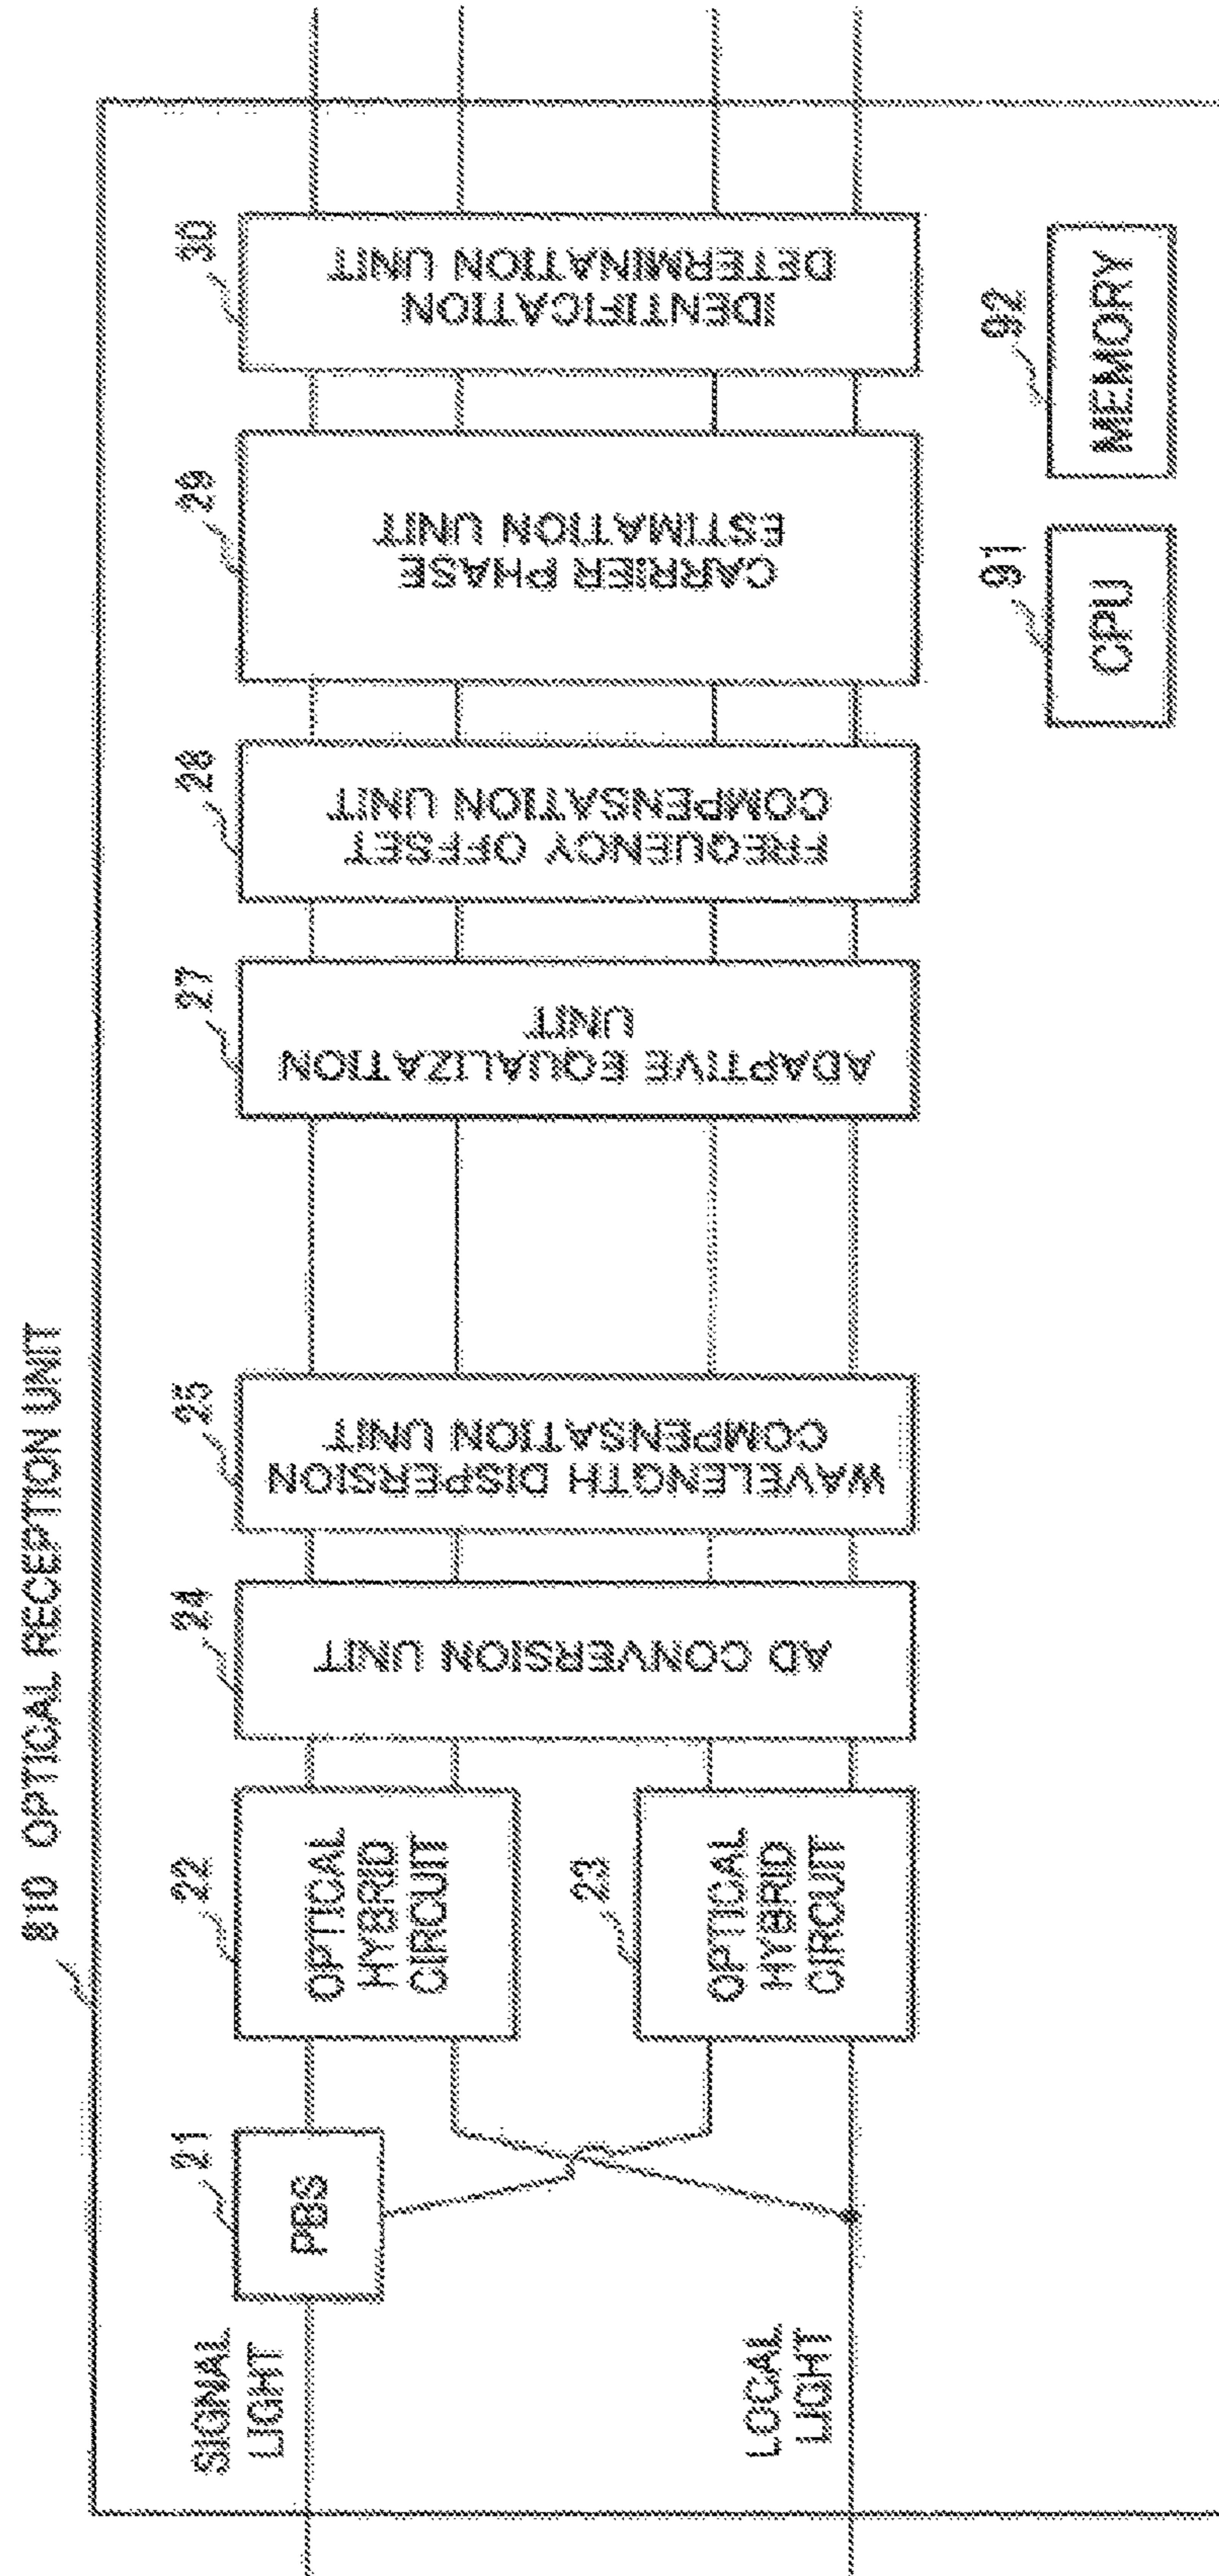 810 OPTICAL RECEPTION UNIT
SIGNAL
LIGHT
LOCAL
LIGHT
21
PBS
22
OPTICAL
HYBRID
CIRCUIT
23
OPTICAL
HYBRID
CIRCUIT
24
AD CONVERSION UNIT
25
WAVELENGTH DISPERSION
COMPENSATION UNIT
27
ADAPTIVE EQUALIZATION
UNIT
28
FREQUENCY OFFSET
COMPENSATION UNIT
29
CARRIER PHASE
ESTIMATION UNIT
30
IDENTIFICATION
DETERMINATION UNIT
91
CPU
92
MEMORY